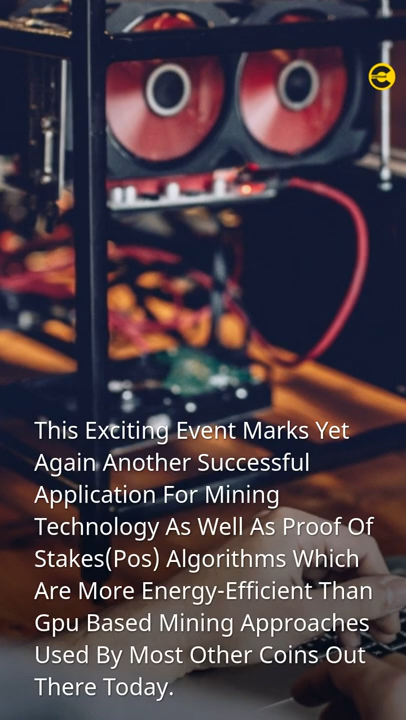 This Exciting Event Marks Yet
Again Another Successful
Application For Mining
Technology As Well As Proof Of
Stakes(Pos) Algorithms Which
Are More Energy-Efficient Than
Gpu Based Mining Approaches
Used By Most Other Coins Out
There Today.